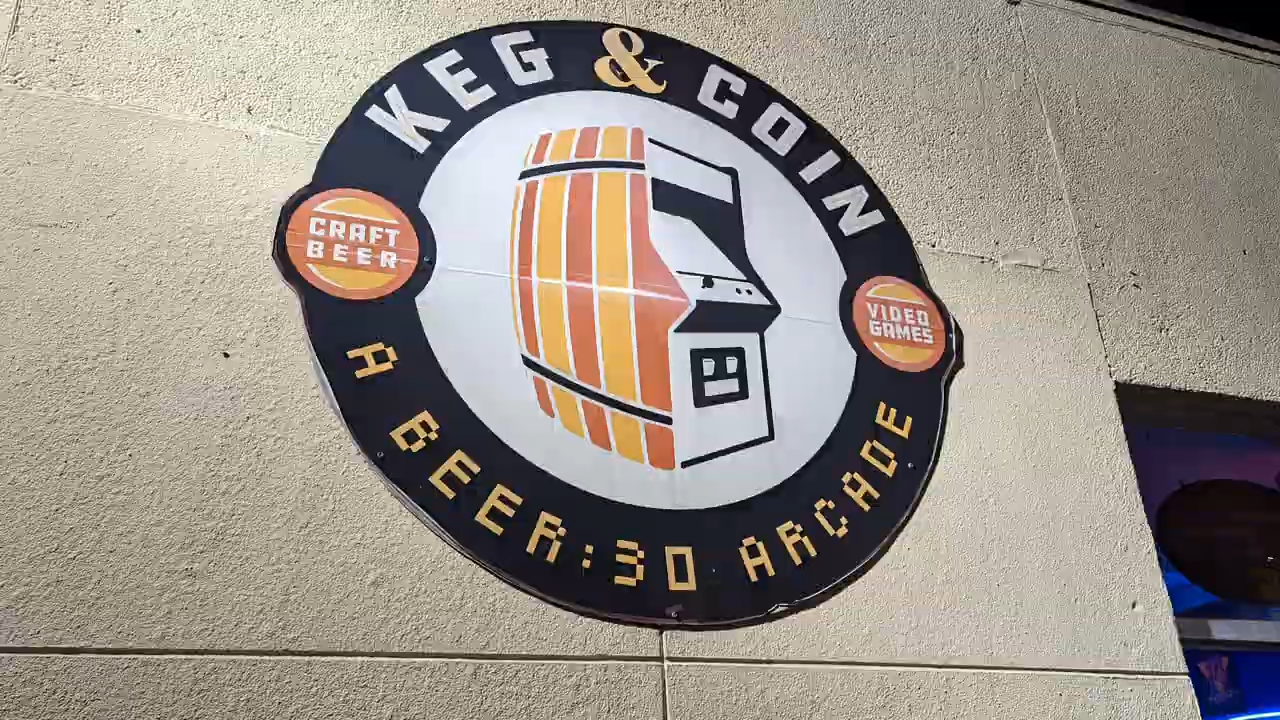 KEG & COIN
CRAFT
BEER
VIDEO
GAMES
A BEER:30 ARCADE